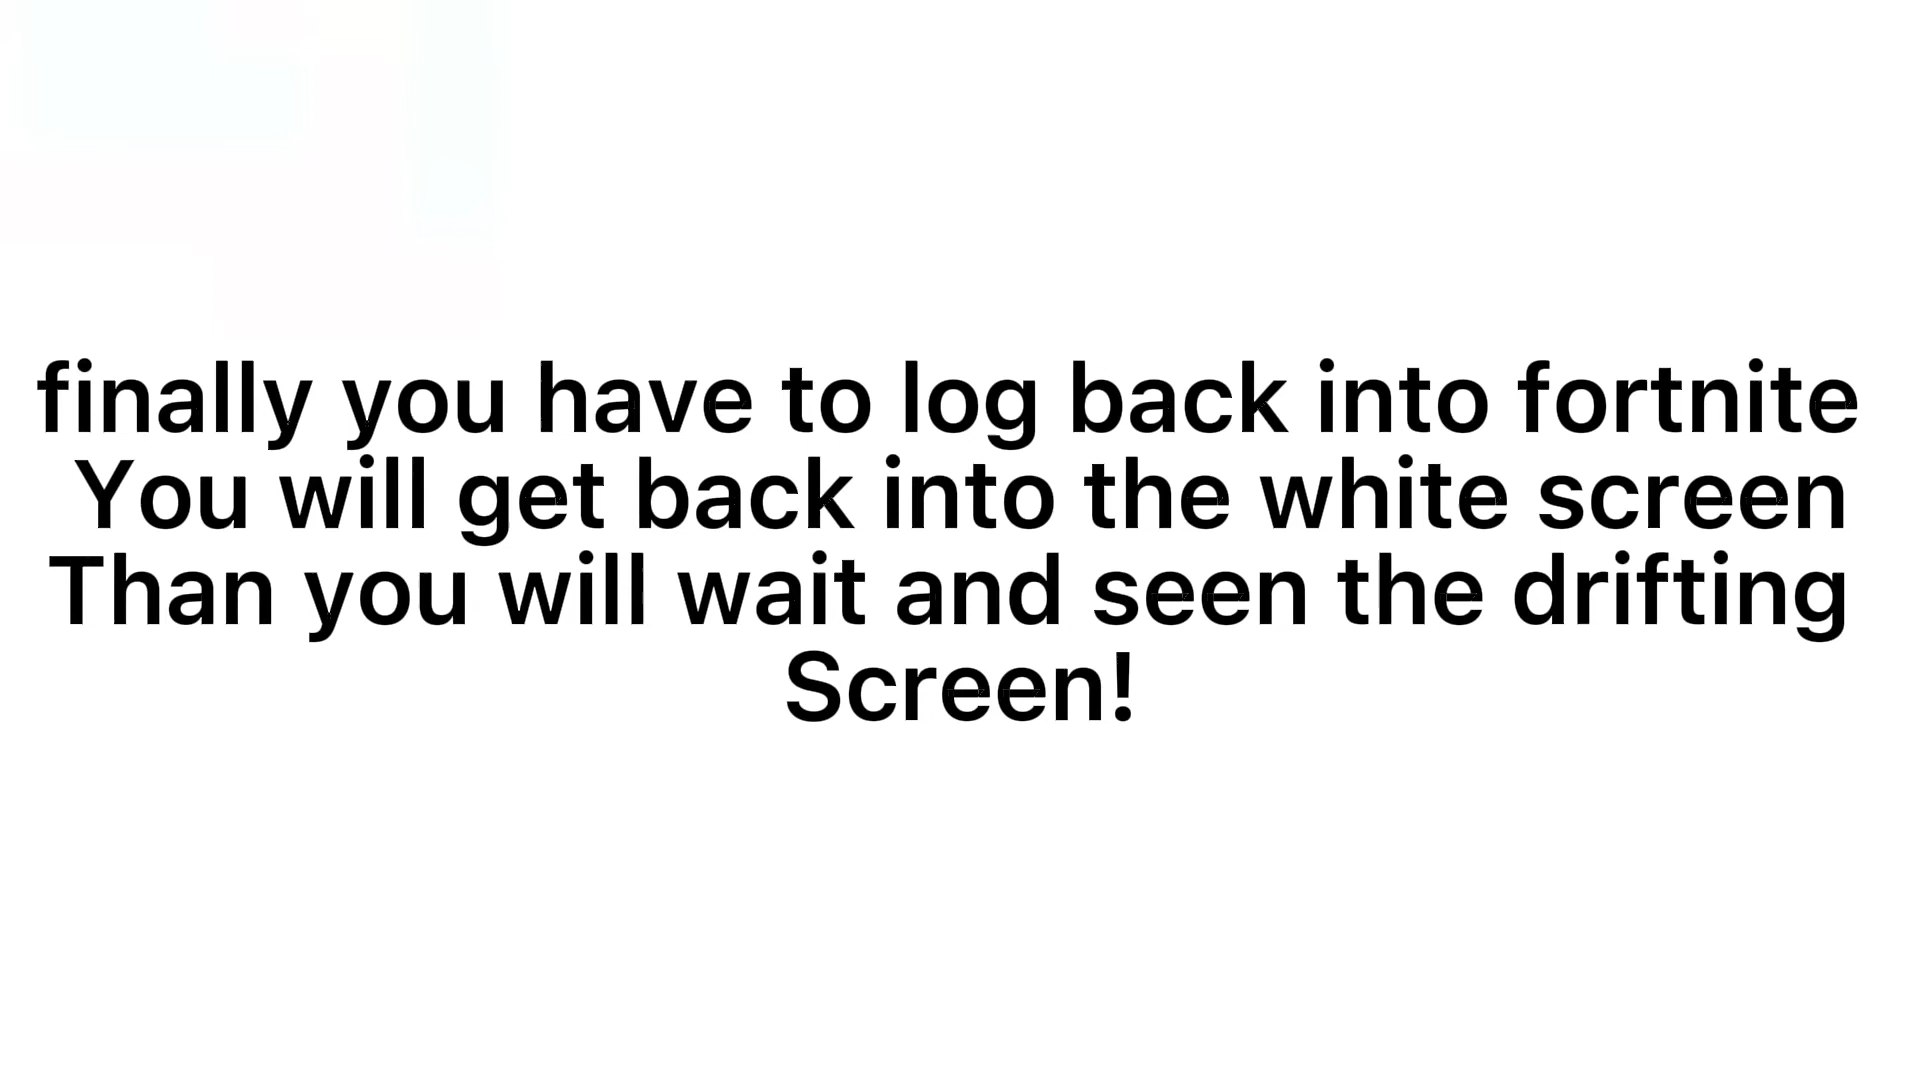 finally you have to log back into fortnite
You will get back into the white screen
Than you will wait and seen the drifting
Screen!